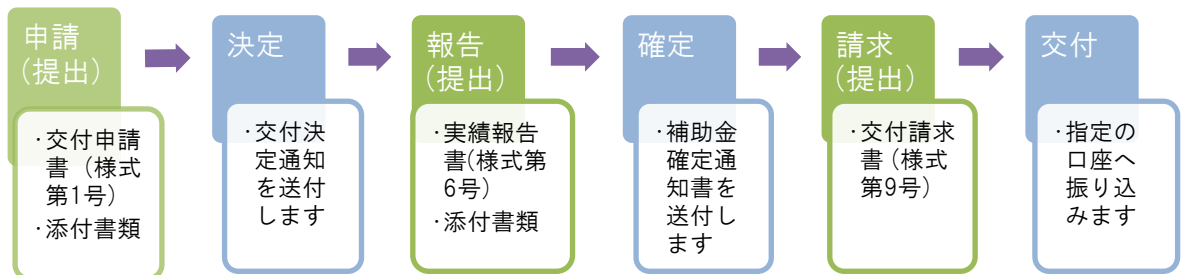 申請
（提出）
・交付申請
書（様式
第1号）
・添付書類
決定
・交付決
定通知
を送付
します
報告
（提出）
・実績報告
書(様式第
6号）
・添付書類
確定
・補助金
確定通
知書を
送付し
ます
請求
（提出）
・交付請求
書（様式
第9号）
交付
・指定の
口座へ
振り込
みます